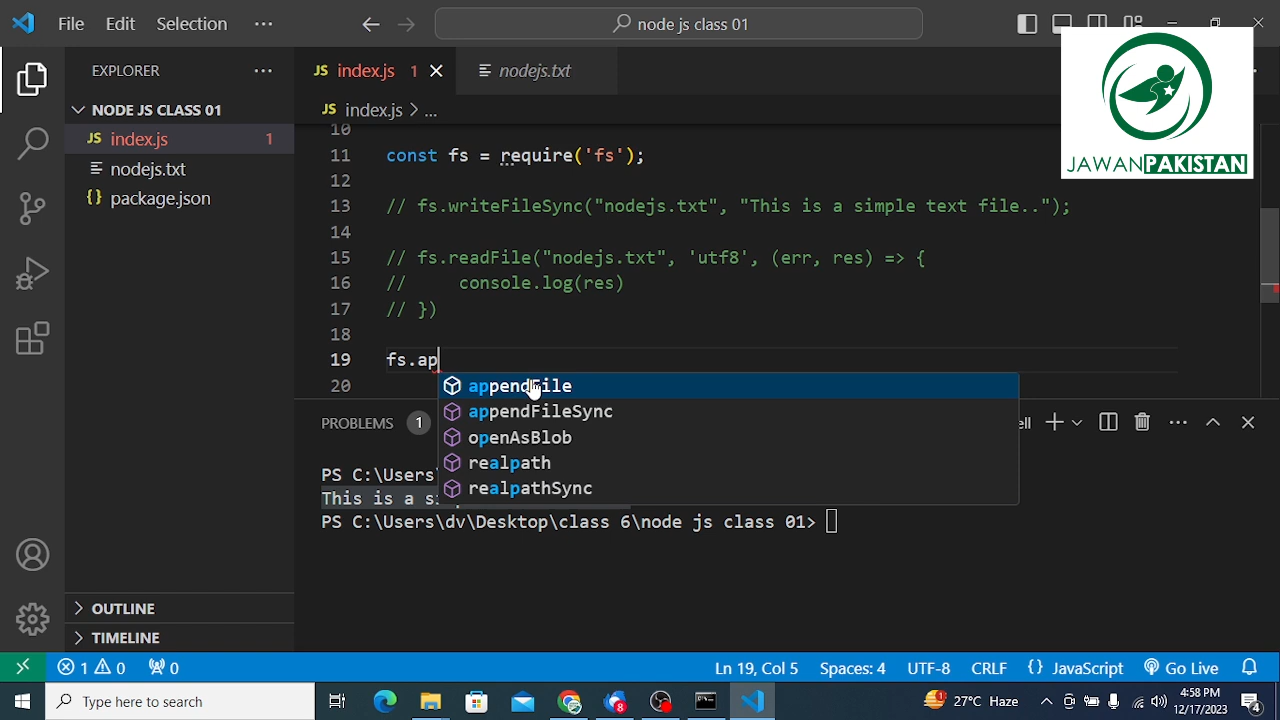 File Edit Selection ···
node js class 01
EXPLORER ···
NODE JS CLASS 01
JS index.js 1
nodejs.txt
{} package.json
OUTLINE
TIMELINE
JS index.js 1
nodejs.txt
JS index.js > ...
JAWANPAKISTAN
10
11 const fs = require('fs');
12
13 // fs.writeFileSync("nodejs.txt", "This is a simple text file..");
14
15 // fs.readFile("nodejs.txt", 'utf8', (err, res) => {
16 //     console.log(res)
17 // })
18
19 fs.ap
20
appendFile
appendFileSync
openAsBlob
realpath
realpathSync
PROBLEMS 1
PS C:\Users
This is a si
PS C:\Users\dv\Desktop\class 6\node js class 01>
1 0 0
Ln 19, Col 5 Spaces: 4 UTF-8 CRLF {} JavaScript Go Live
Type here to search
8
1 27°C Haze
4:58 PM
12/17/2023
4